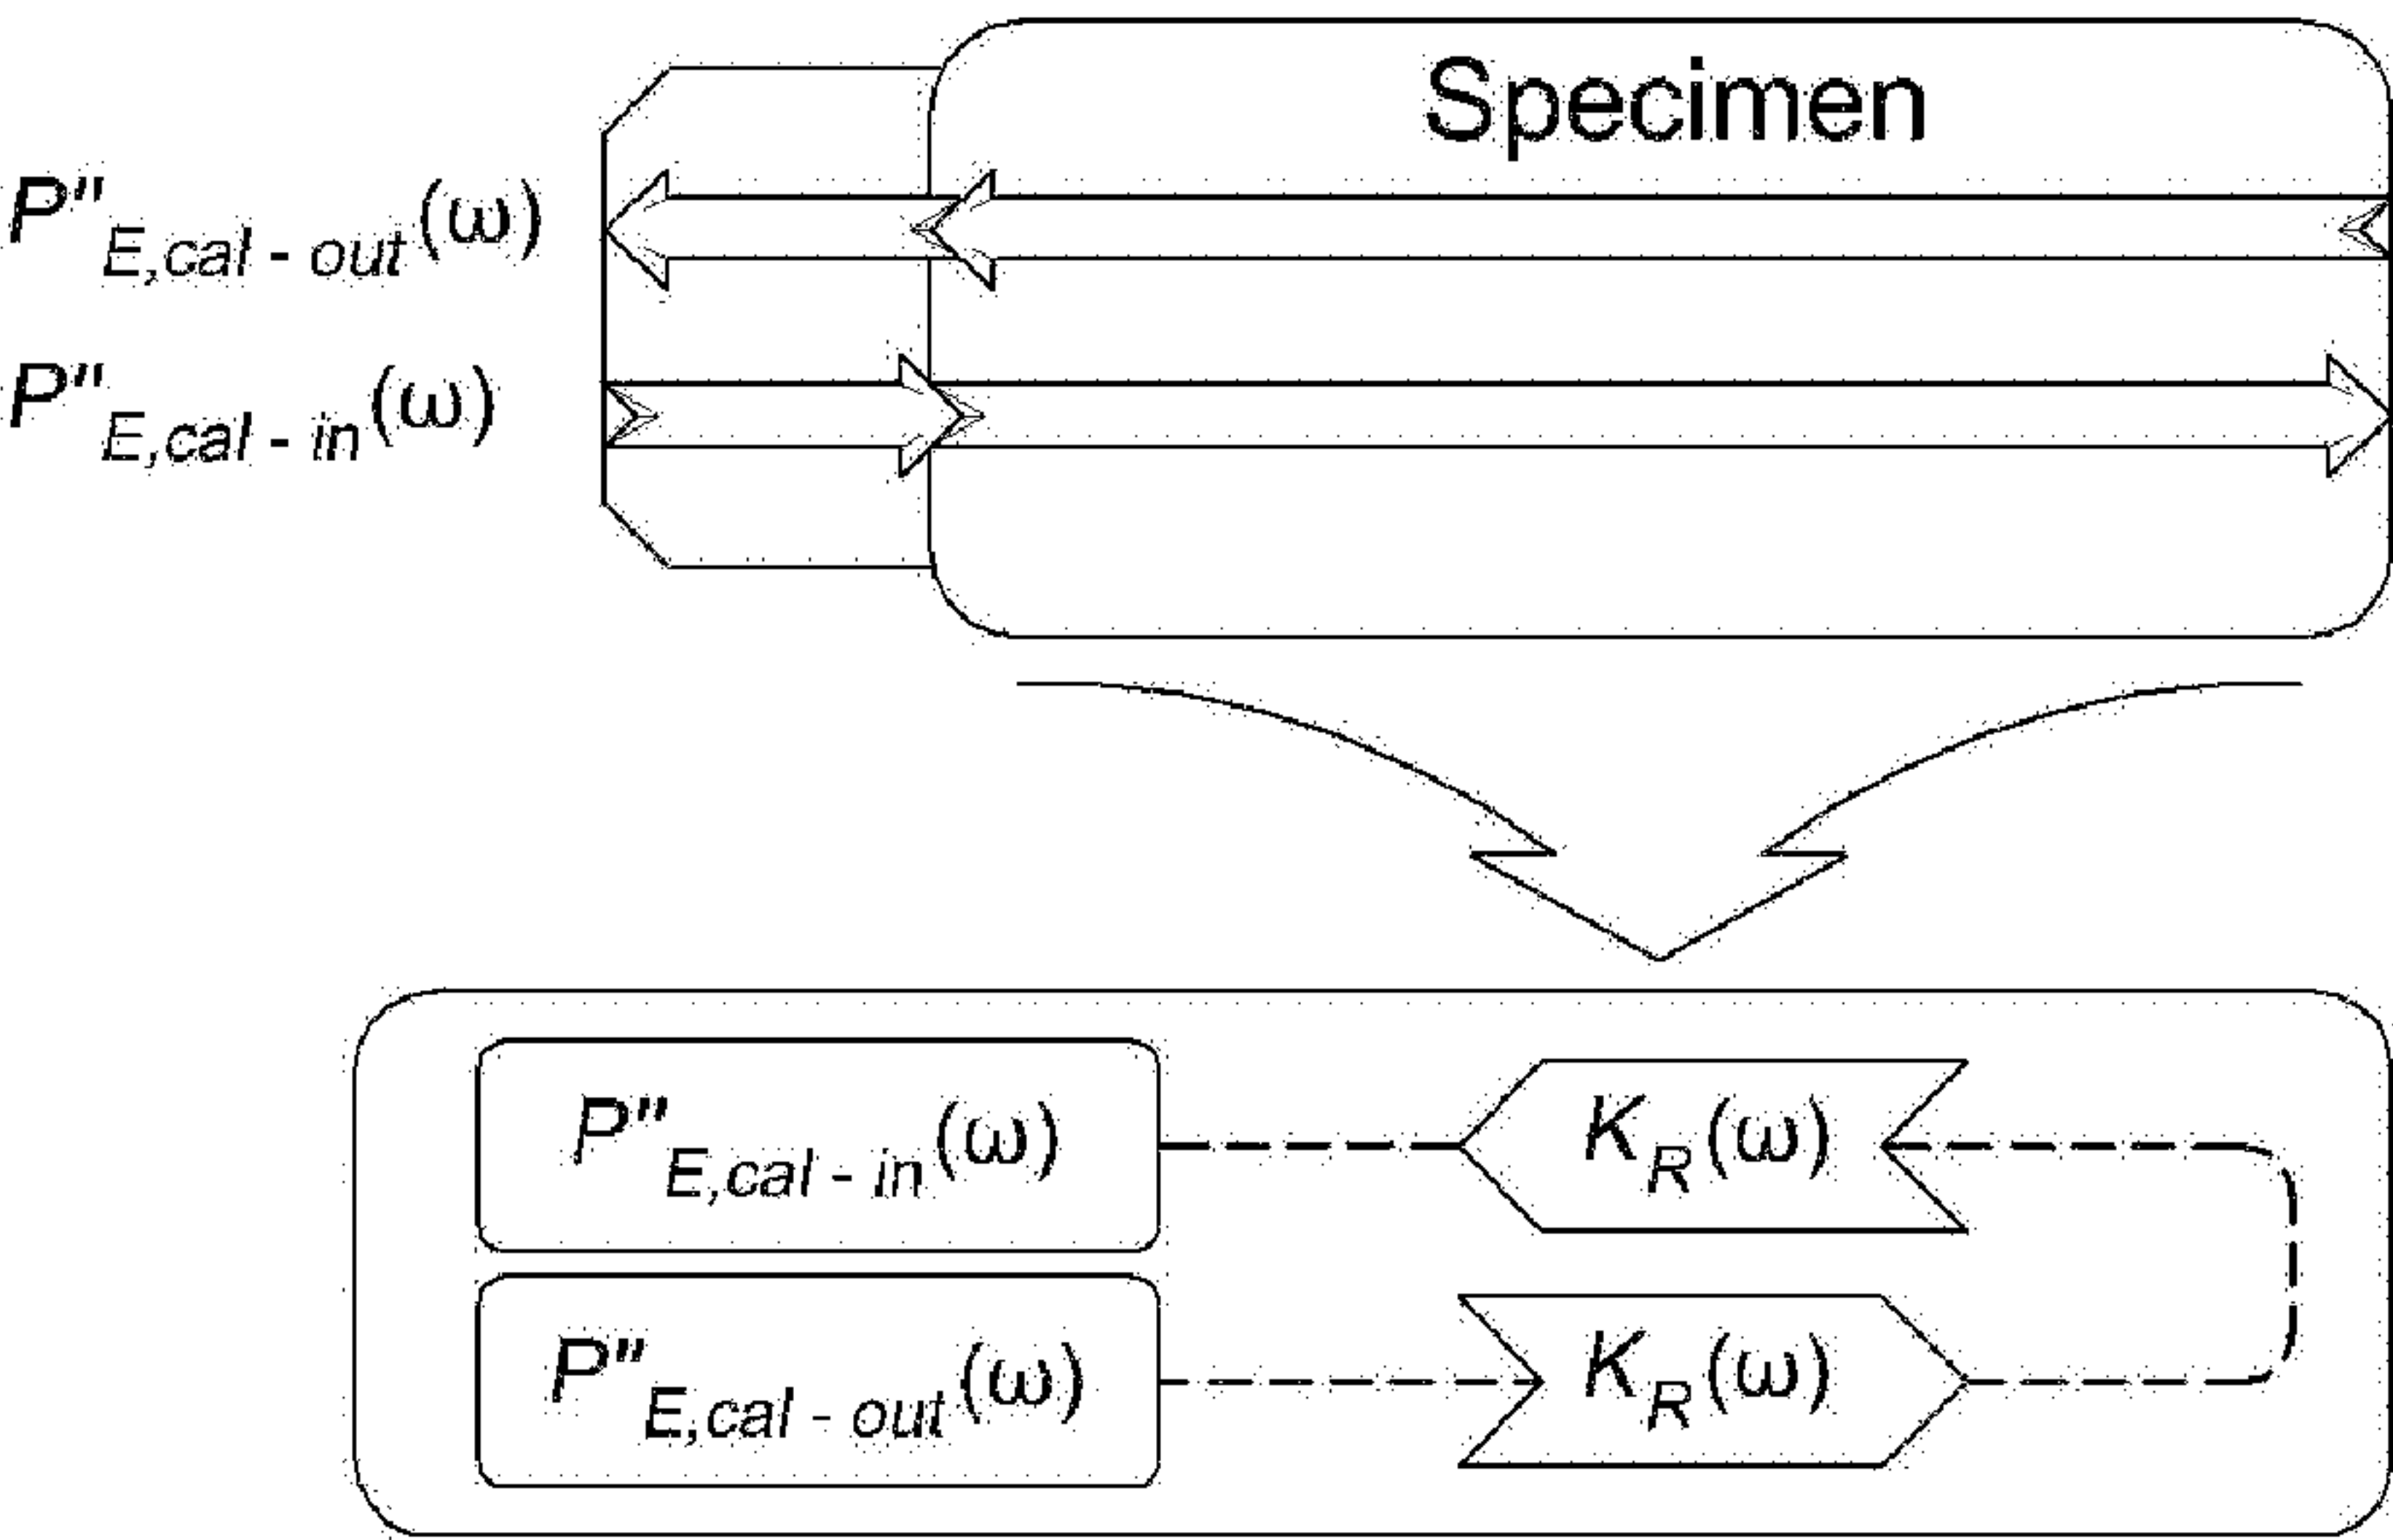 Specimen
P"E,cal - out(ω)
P"E,cal - in(ω)
P"E,cal - in(ω)
KR(ω)
P"E,cal - out(ω)
KR(ω)